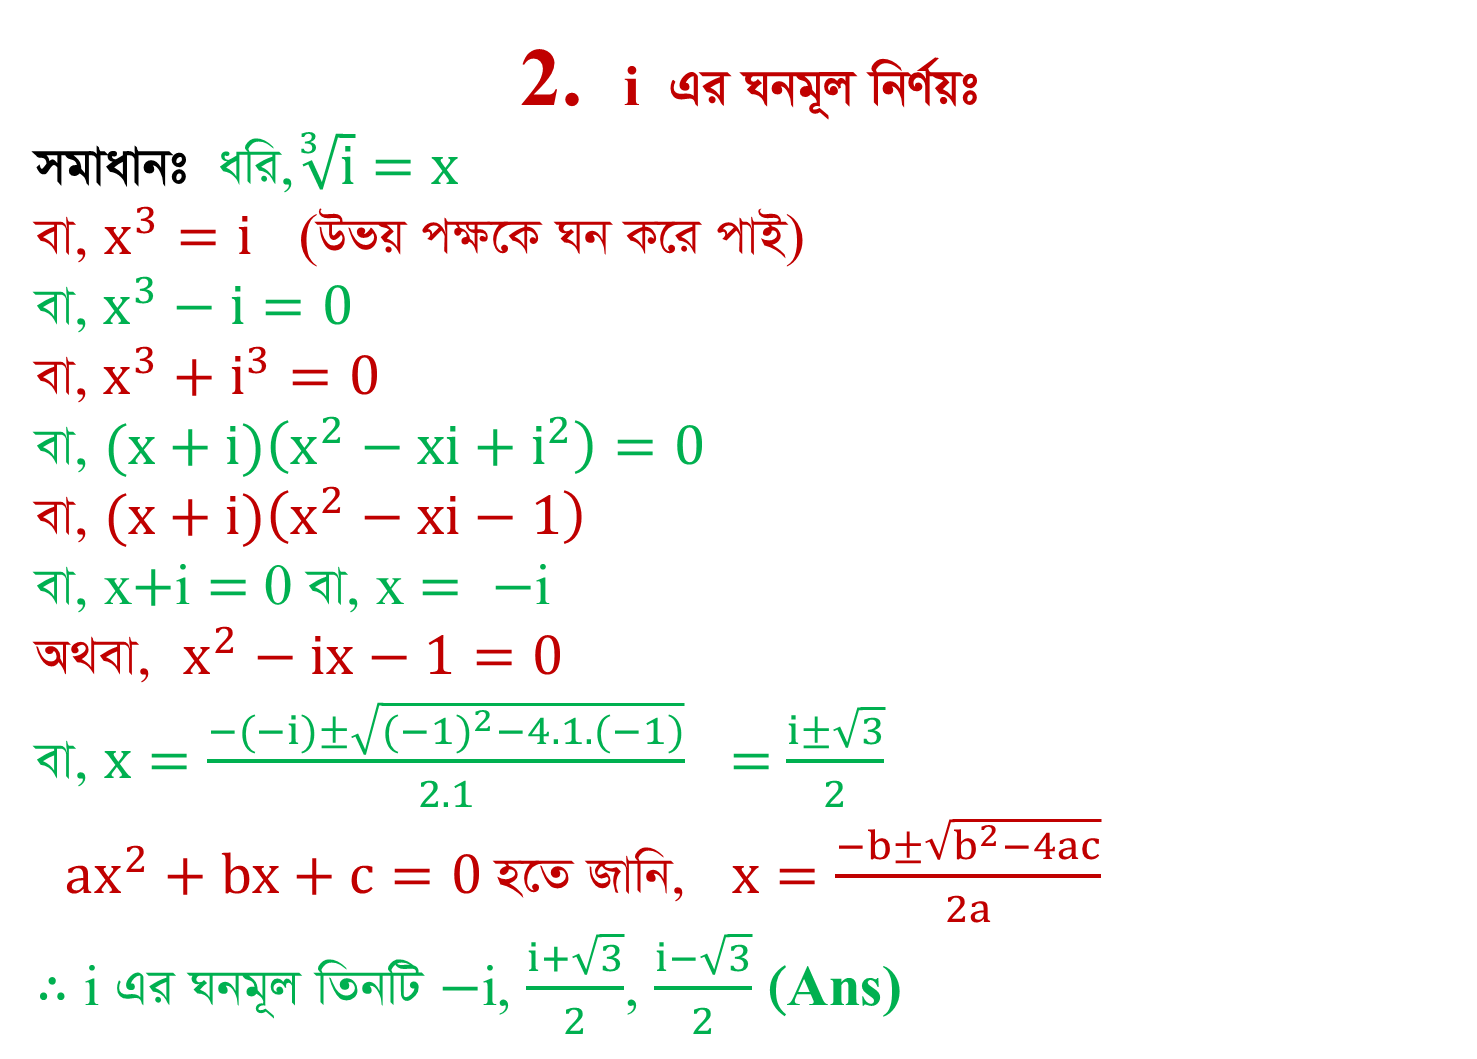 2. i এর ঘনমূল নির্ণয়ঃ
সমাধানঃ ধরি, ∛i = x
বা, x³ = i (উভয় পক্ষকে ঘন করে পাই)
বা, x³ − i = 0
বা, x³ + i³ = 0
বা, (x + i)(x² − xi + i²) = 0
বা, (x + i)(x² − xi − 1)
বা, x+i = 0 বা, x = −i
অথবা, x² − ix − 1 = 0
বা, x = (−(−i)±√((−1)²−4.1.(−1)))/(2.1) = (i±√3)/2
ax² + bx + c = 0 হতে জানি, x = (−b±√(b²−4ac))/(2a)
∴ i এর ঘনমূল তিনটি −i, (i+√3)/2, (i−√3)/2 (Ans)